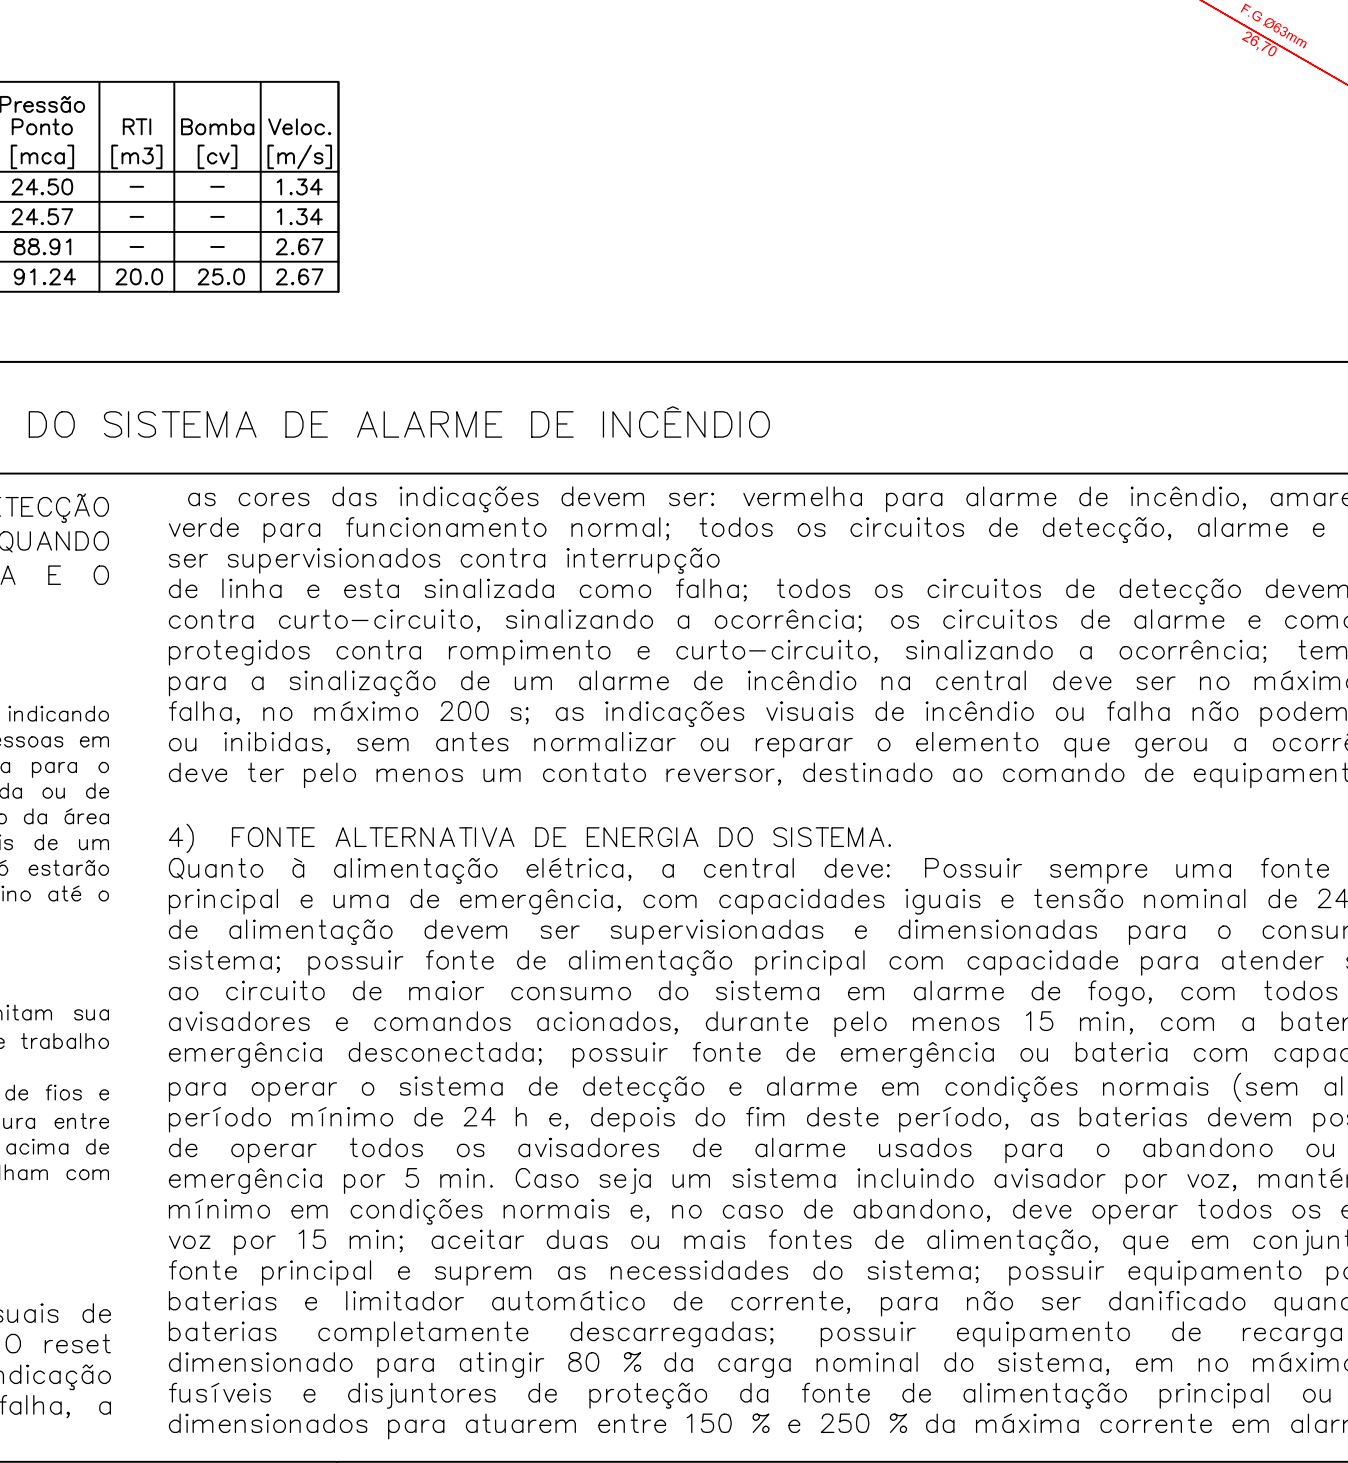 F.G Ø63mm
26,70
Pressão
Ponto RTI Bomba Veloc.
[mca] [m3] [cv] [m/s]
24.50 – – 1.34
24.57 – – 1.34
88.91 – – 2.67
91.24 20.0 25.0 2.67
DO SISTEMA DE ALARME DE INCÊNDIO
QUANDO
A E O
indicando
em
a para o
ou de
da área
de um
estarão
até o
sua
trabalho
de fios e
entre
acima de
com
de
O reset
falha, a
as cores das indicações devem ser: vermelha para alarme de incêndio,
verde para funcionamento normal; todos os circuitos de detecção, alarme e
ser supervisionados contra interrupção
de linha e esta sinalizada como falha; todos os circuitos de detecção devem
contra curto–circuito, sinalizando a ocorrência; os circuitos de alarme e
protegidos contra rompimento e curto–circuito, sinalizando a ocorrência;
para a sinalização de um alarme de incêndio na central deve ser no
falha, no máximo 200 s; as indicações visuais de incêndio ou falha não podem
ou inibidas, sem antes normalizar ou reparar o elemento que gerou a
deve ter pelo menos um contato reversor, destinado ao comando de
4) FONTE ALTERNATIVA DE ENERGIA DO SISTEMA.
Quanto à alimentação elétrica, a central deve: Possuir sempre uma fonte
principal e uma de emergência, com capacidades iguais e tensão nominal de 24
de alimentação devem ser supervisionadas e dimensionadas para o
sistema; possuir fonte de alimentação principal com capacidade para atender
ao circuito de maior consumo do sistema em alarme de fogo, com todos
avisadores e comandos acionados, durante pelo menos 15 min, com a
emergência desconectada; possuir fonte de emergência ou bateria com
para operar o sistema de detecção e alarme em condições normais (sem
período mínimo de 24 h e, depois do fim deste período, as baterias devem
de operar todos os avisadores de alarme usados para o abandono ou
emergência por 5 min. Caso seja um sistema incluindo avisador por voz,
mínimo em condições normais e, no caso de abandono, deve operar todos os
voz por 15 min; aceitar duas ou mais fontes de alimentação, que em
fonte principal e suprem as necessidades do sistema; possuir equipamento
baterias e limitador automático de corrente, para não ser danificado
baterias completamente descarregadas; possuir equipamento de recarga
dimensionado para atingir 80 % da carga nominal do sistema, em no
fusíveis e disjuntores de proteção da fonte de alimentação principal ou
dimensionados para atuarem entre 150 % e 250 % da máxima corrente em